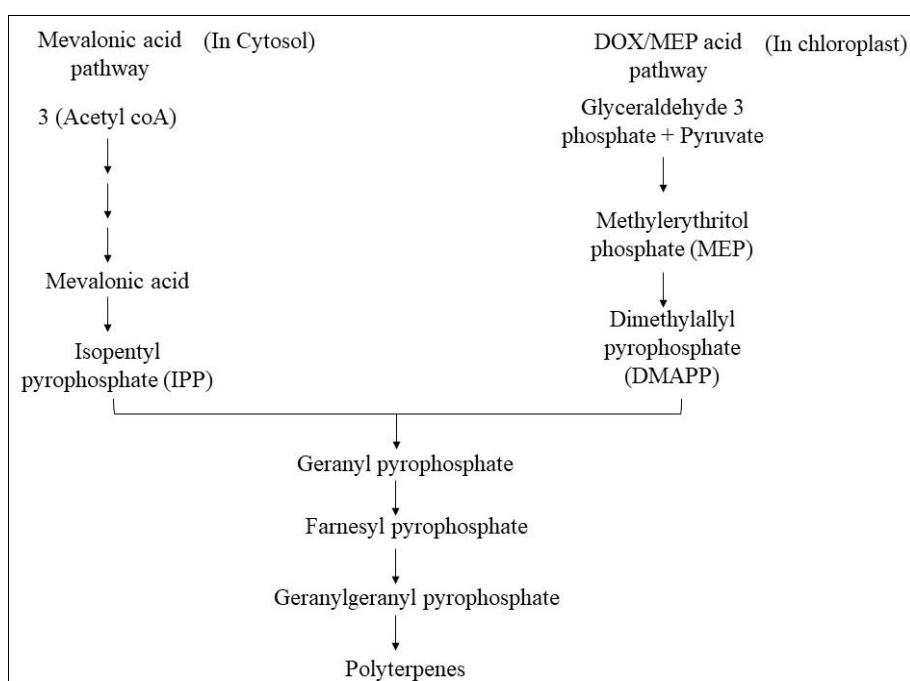 Mevalonic acid (In Cytosol)
pathway
DOX/MEP acid (In chloroplast)
pathway
3 (Acetyl coA)
Glyceraldehyde 3
phosphate + Pyruvate
Methylerythritol
phosphate (MEP)
Mevalonic acid
Dimethylallyl
pyrophosphate
(DMAPP)
Isopentyl
pyrophosphate (IPP)
Geranyl pyrophosphate
Farnesyl pyrophosphate
Geranylgeranyl pyrophosphate
Polyterpenes